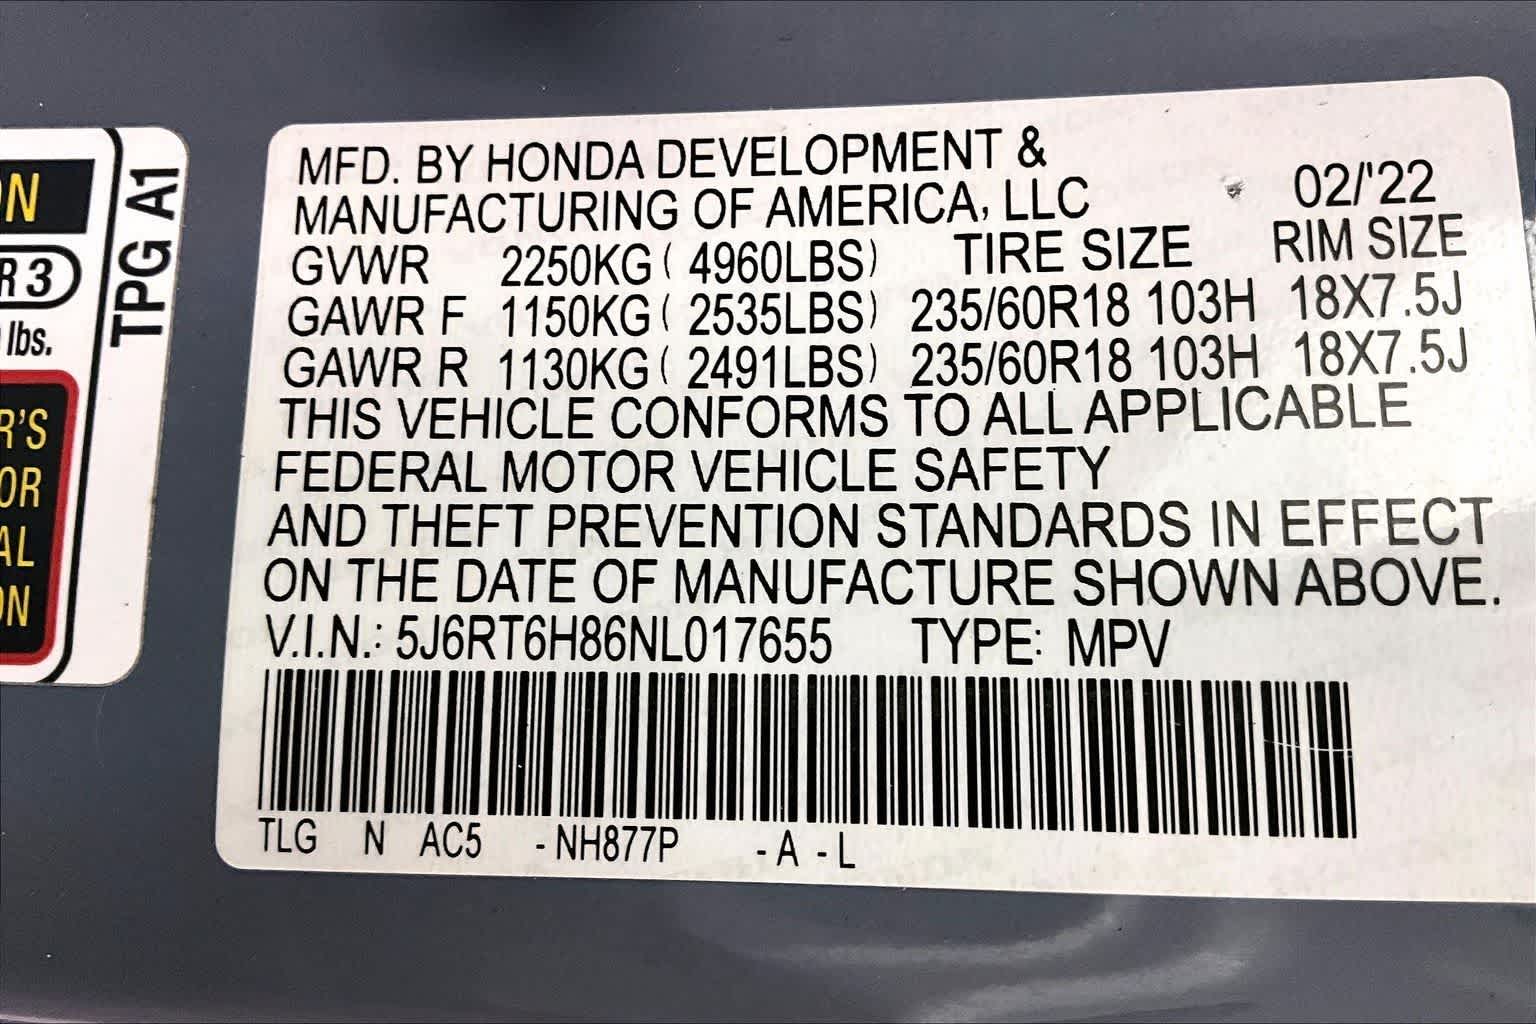 ON
R 3
lbs.
R'S
OR
AL
ON
TPG A1
MFD. BY HONDA DEVELOPMENT &
MANUFACTURING OF AMERICA, LLC 02/'22
GVWR 2250KG ( 4960LBS) TIRE SIZE RIM SIZE
GAWR F 1150KG ( 2535LBS) 235/60R18 103H 18X7.5J
GAWR R 1130KG ( 2491LBS) 235/60R18 103H 18X7.5J
THIS VEHICLE CONFORMS TO ALL APPLICABLE
FEDERAL MOTOR VEHICLE SAFETY
AND THEFT PREVENTION STANDARDS IN EFFECT
ON THE DATE OF MANUFACTURE SHOWN ABOVE.
V.I.N.: 5J6RT6H86NL017655 TYPE: MPV
TLG N AC5 - NH877P - A - L